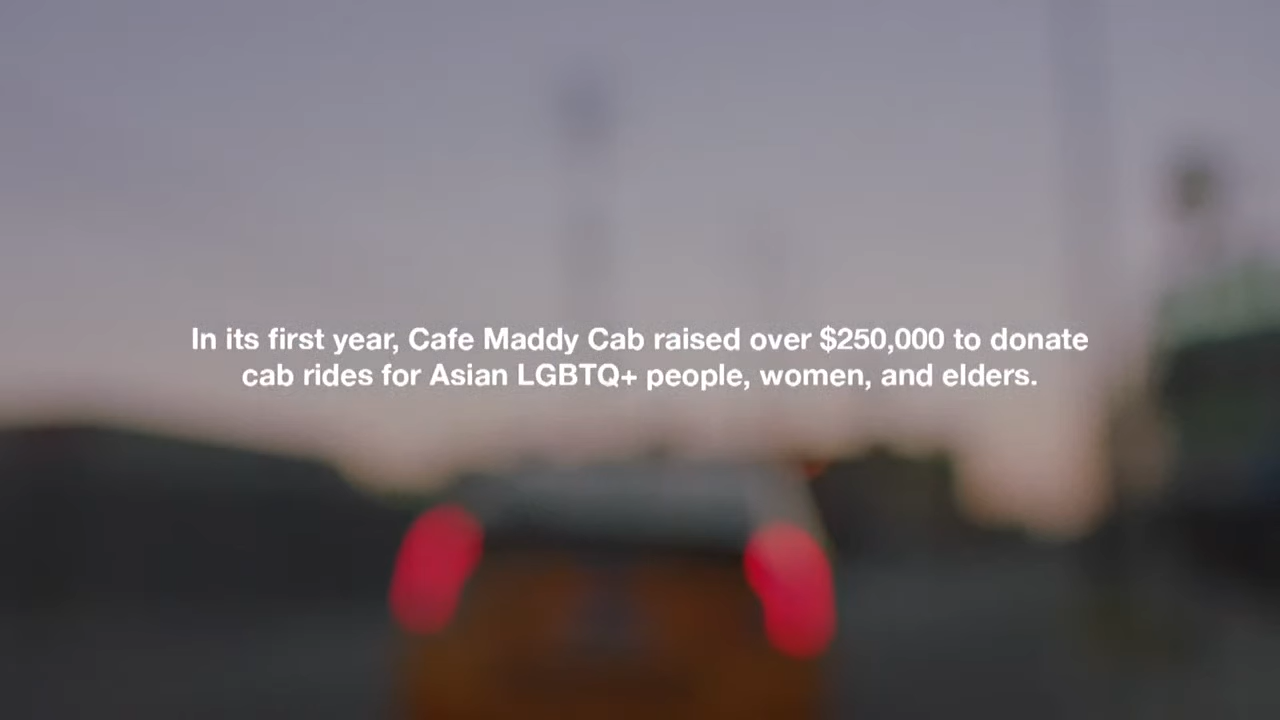 In its first year, Cafe Maddy Cab raised over $250,000 to donate
cab rides for Asian LGBTQ+ people, women, and elders.